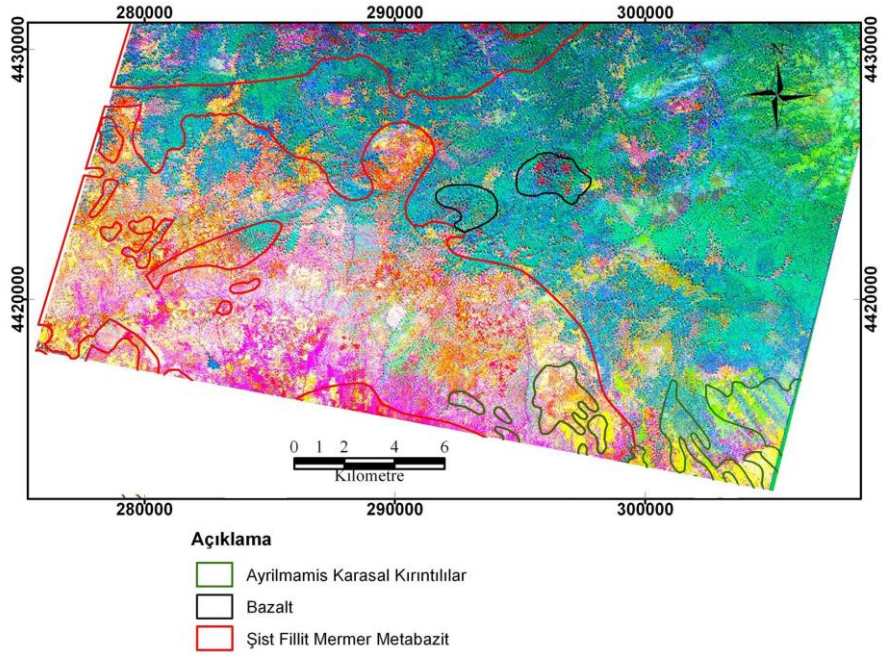 280000 290000 300000
4430000 4430000
N
4420000 4420000
0 1 2 4 6
Kilometre
280000 290000 300000
Açıklama
Ayrilmamis Karasal Kırıntılılar
Bazalt
Şist Fillit Mermer Metabazit